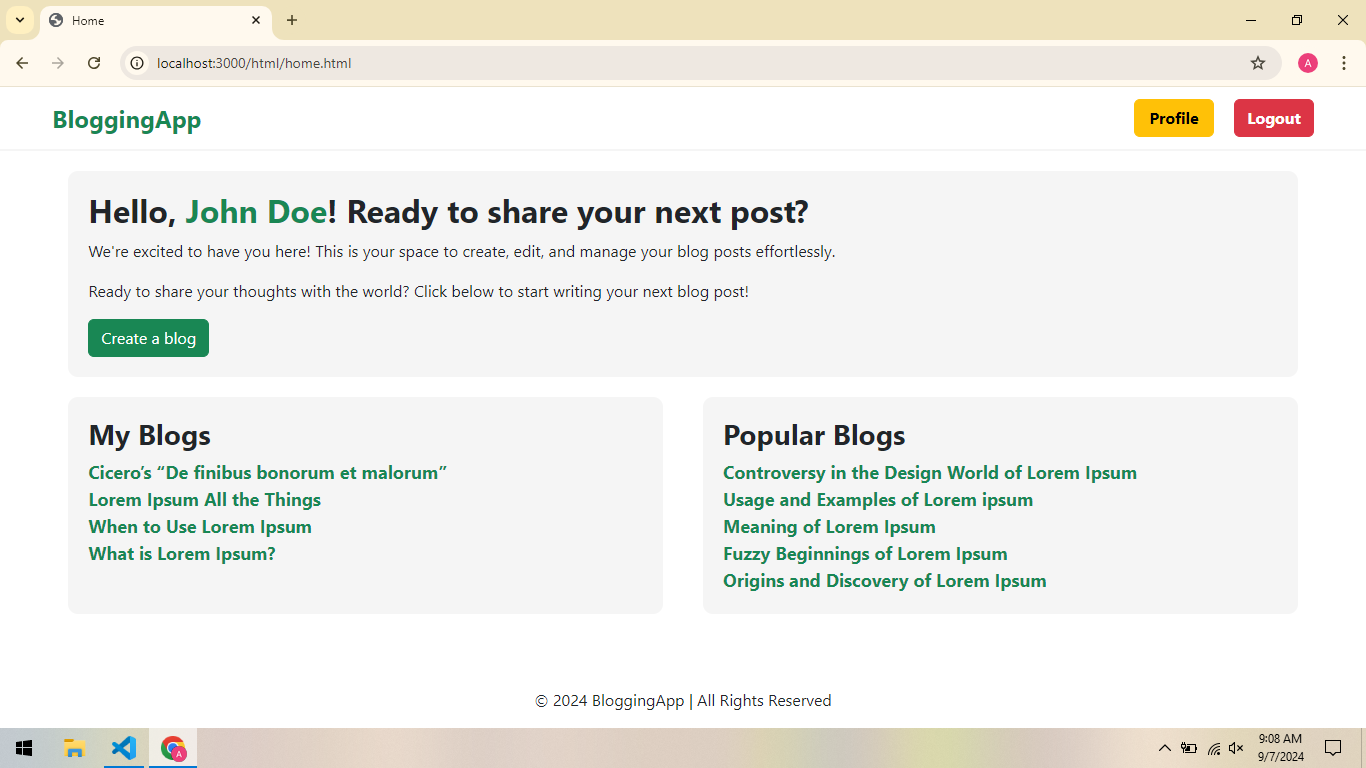 Home
localhost:3000/html/home.html
A
BloggingApp
Profile
Logout
Hello, John Doe! Ready to share your next post?
We're excited to have you here! This is your space to create, edit, and manage your blog posts effortlessly.
Ready to share your thoughts with the world? Click below to start writing your next blog post!
Create a blog
My Blogs
Cicero’s “De finibus bonorum et malorum”
Lorem Ipsum All the Things
When to Use Lorem Ipsum
What is Lorem Ipsum?
Popular Blogs
Controversy in the Design World of Lorem Ipsum
Usage and Examples of Lorem ipsum
Meaning of Lorem Ipsum
Fuzzy Beginnings of Lorem Ipsum
Origins and Discovery of Lorem Ipsum
© 2024 BloggingApp | All Rights Reserved
A
9:08 AM
9/7/2024